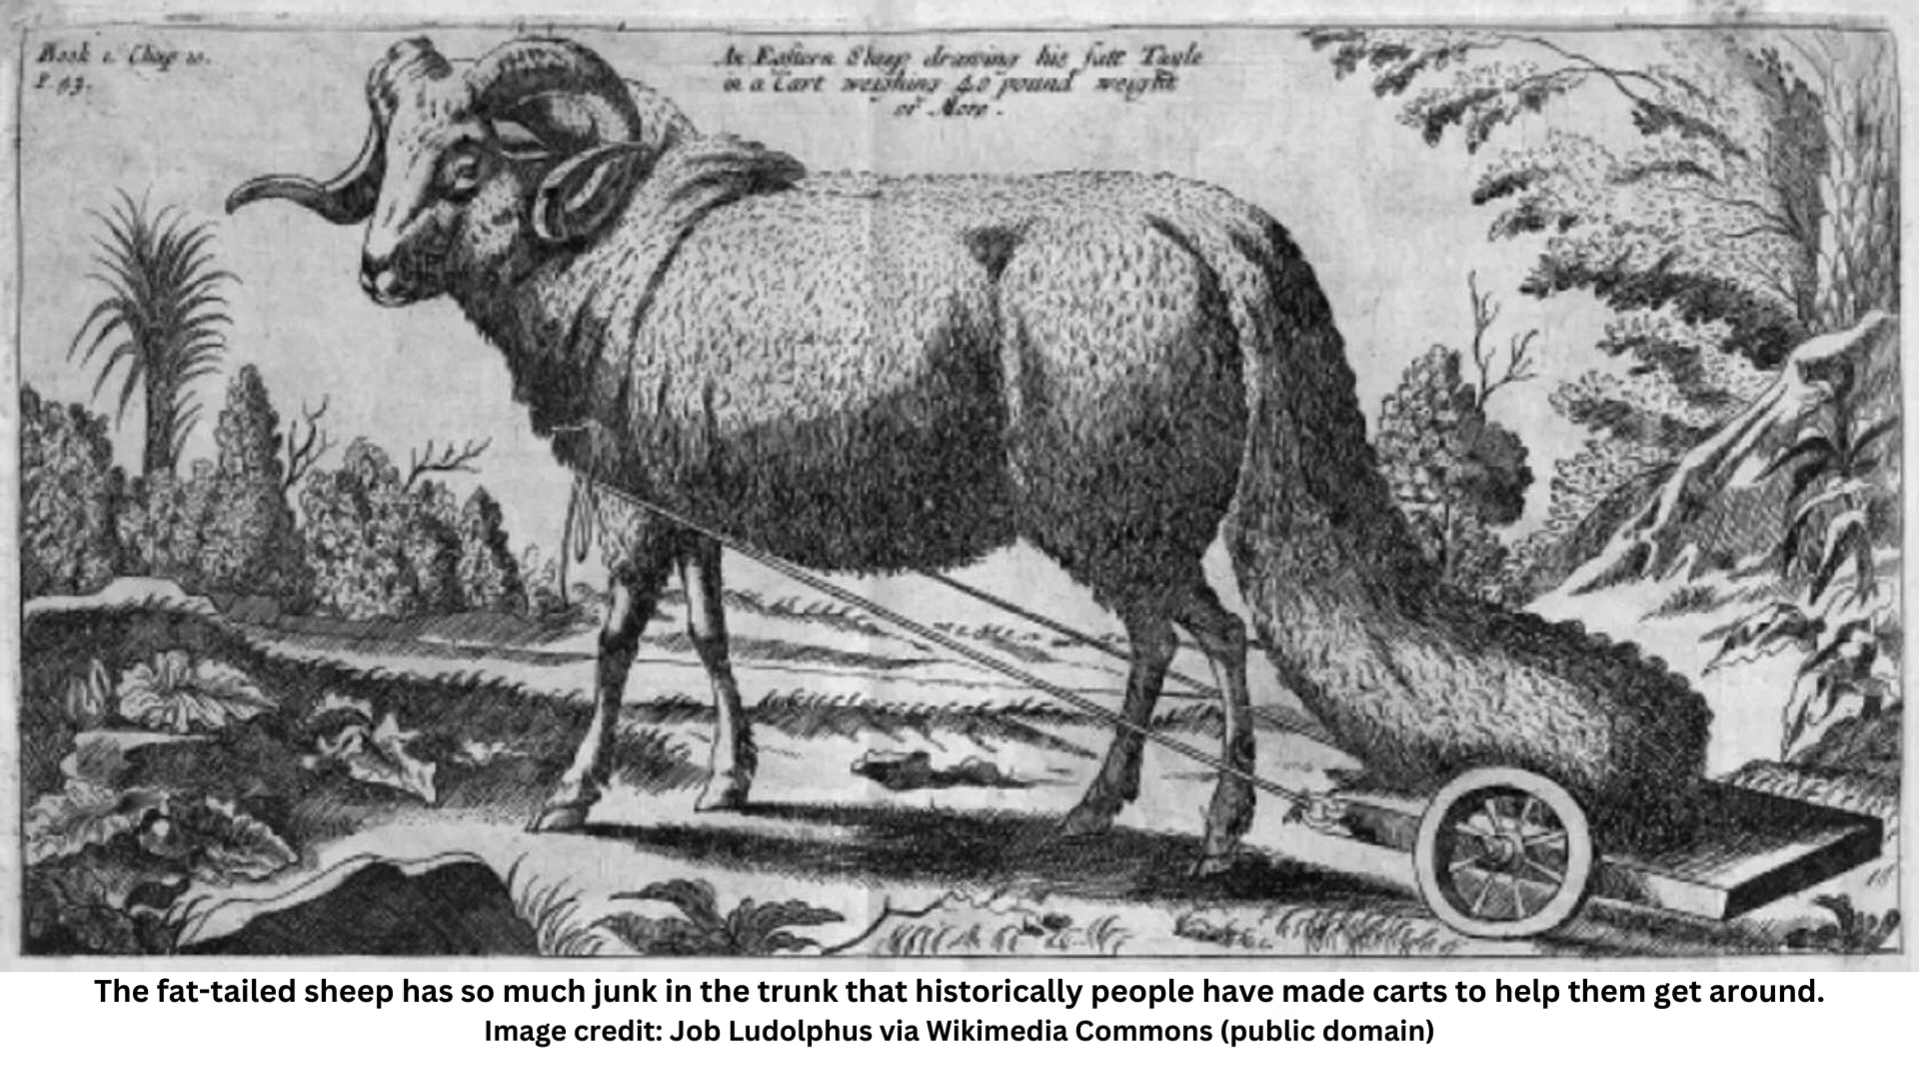 Book 1. Chap 10.
P. 53.
An Eastern Sheep drawing his fatt Tayle
in a Cart weighing 40 pound weight
or More.
The fat-tailed sheep has so much junk in the trunk that historically people have made carts to help them get around.
Image credit: Job Ludolphus via Wikimedia Commons (public domain)